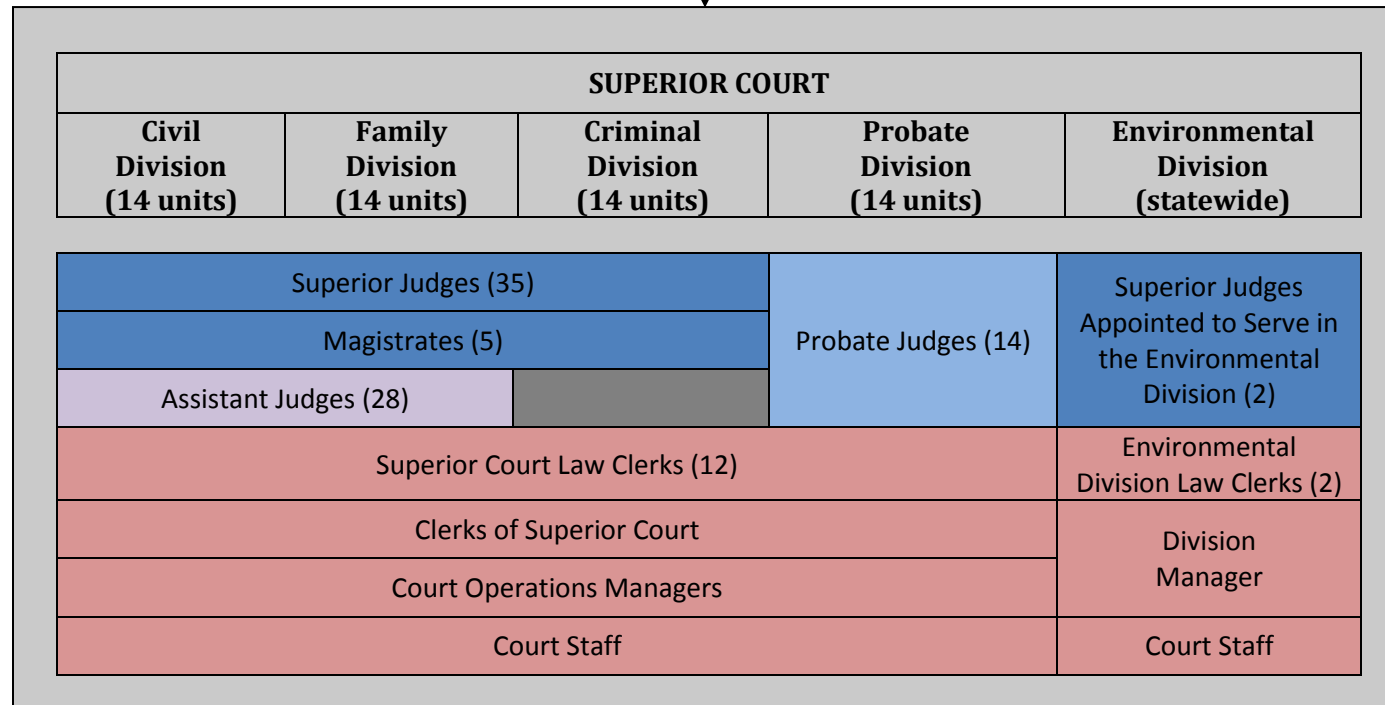 SUPERIOR COURT
Civil
Division
(14 units)
Family
Division
(14 units)
Criminal
Division
(14 units)
Probate
Division
(14 units)
Environmental
Division
(statewide)
Superior Judges (35)
Magistrates (5)
Assistant Judges (28)
Probate Judges (14)
Superior Judges
Appointed to Serve in
the Environmental
Division (2)
Superior Court Law Clerks (12)
Environmental
Division Law Clerks (2)
Clerks of Superior Court
Court Operations Managers
Division
Manager
Court Staff
Court Staff